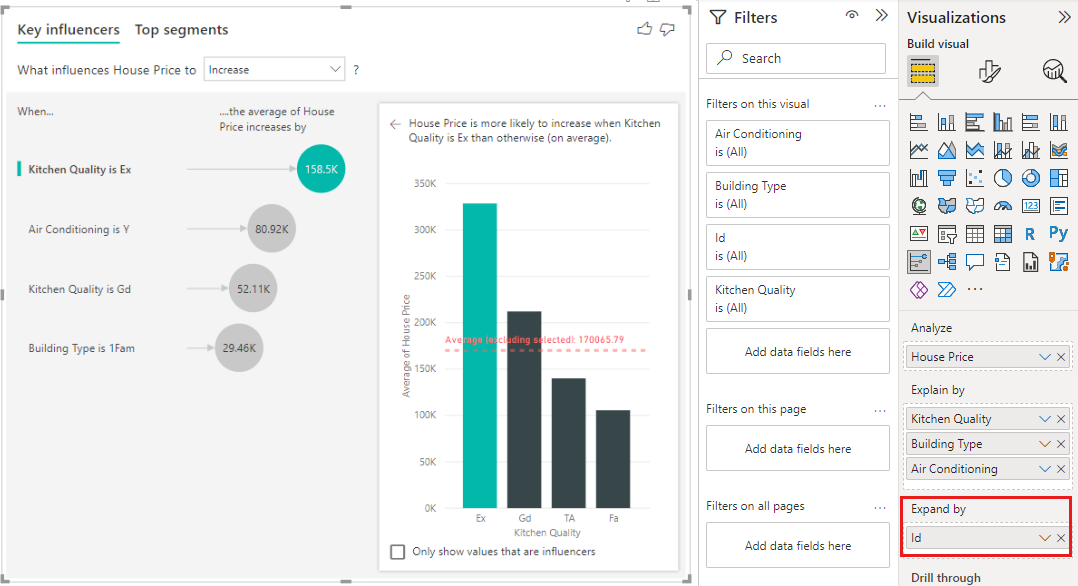 Key influencers Top segments
What influences House Price to Increase ?
When...
....the average of House
Price increases by
Kitchen Quality is Ex 158.5K
Air Conditioning is Y 80.92K
Kitchen Quality is Gd 52.11K
Building Type is 1Fam 29.46K
← House Price is more likely to increase when Kitchen
Quality is Ex than otherwise (on average).
350K
300K
250K
200K
150K
100K
50K
0K
Average of House Price
Average (excluding selected): 170065.79
Ex Gd TA Fa
Kitchen Quality
Only show values that are influencers
Filters
Search
Filters on this visual ...
Air Conditioning
is (All)
Building Type
is (All)
Id
is (All)
Kitchen Quality
is (All)
Add data fields here
Filters on this page ...
Add data fields here
Filters on all pages ...
Add data fields here
Visualizations
Build visual
123
R Py
...
Analyze
House Price
Explain by
Kitchen Quality
Building Type
Air Conditioning
Expand by
Id
Drill through